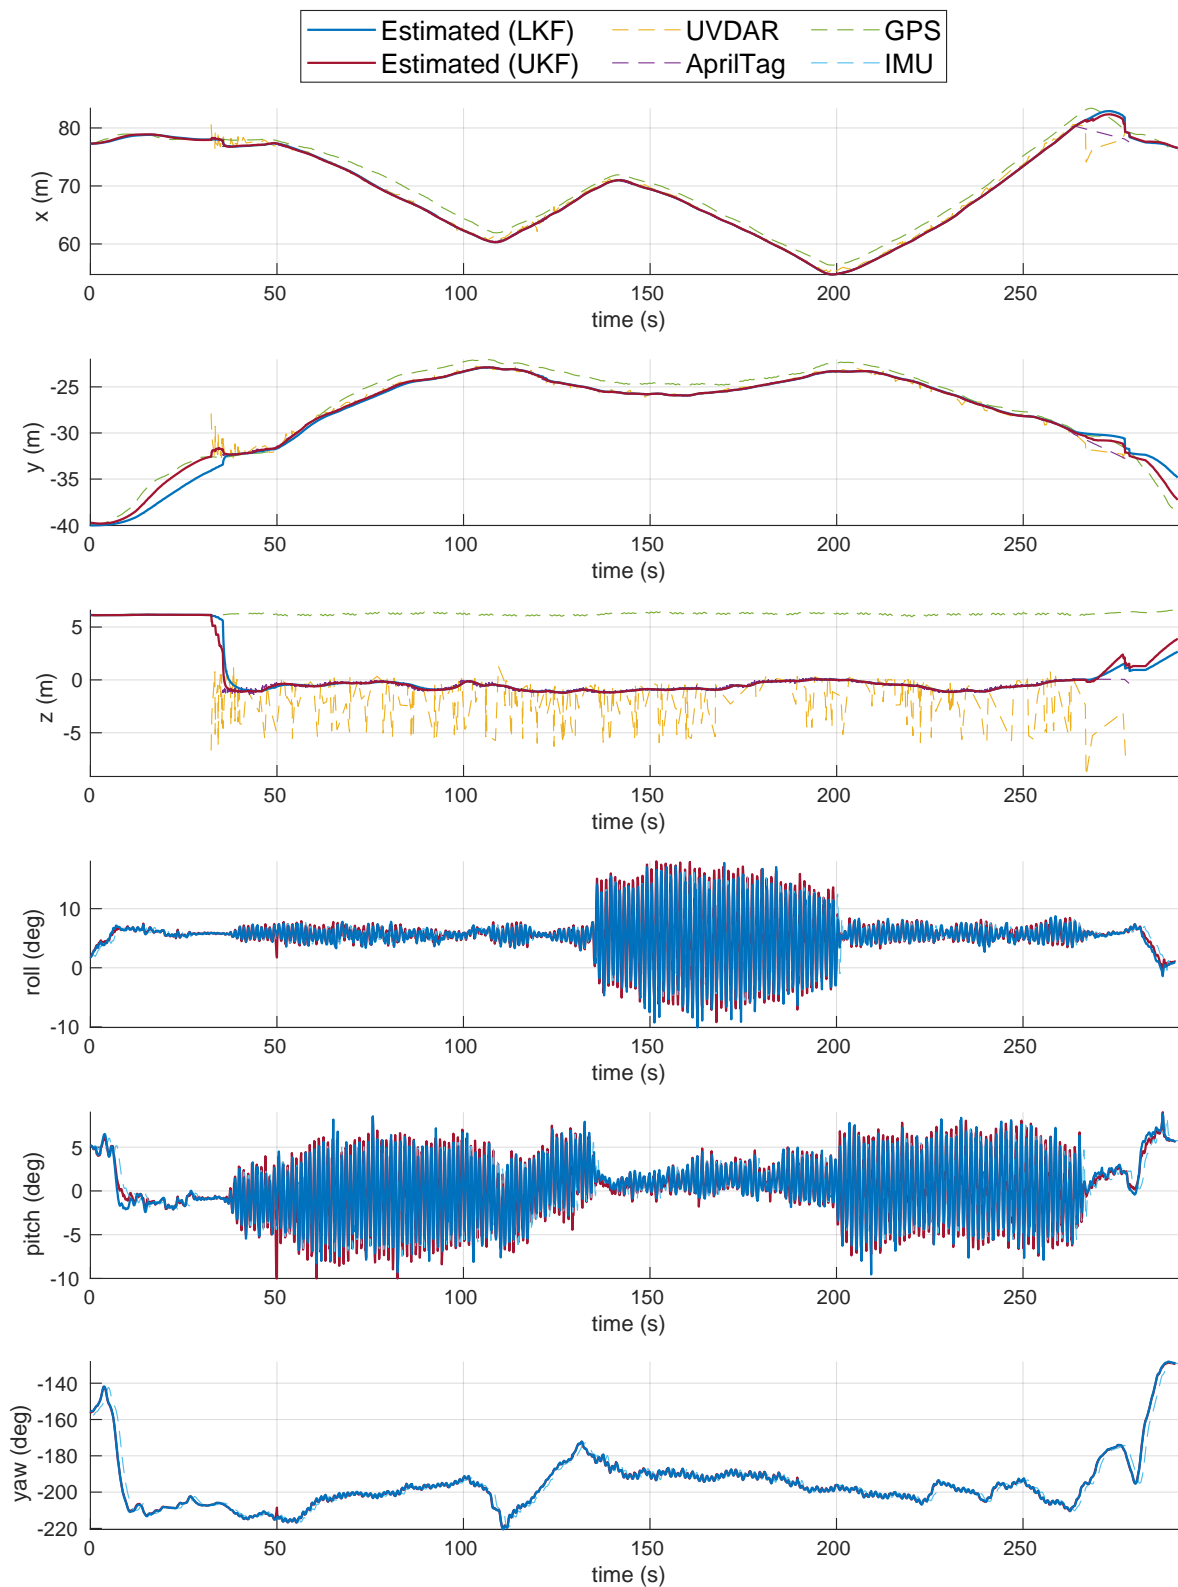 Estimated (LKF) UVDAR GPS
Estimated (UKF) AprilTag IMU
80
70
60
x (m)
0 50 100 150 200 250
time (s)
-25
-30
-35
-40
y (m)
0 50 100 150 200 250
time (s)
5
0
-5
z (m)
0 50 100 150 200 250
time (s)
10
0
-10
roll (deg)
0 50 100 150 200 250
time (s)
5
0
-5
-10
pitch (deg)
0 50 100 150 200 250
time (s)
-140
-160
-180
-200
-220
yaw (deg)
0 50 100 150 200 250
time (s)